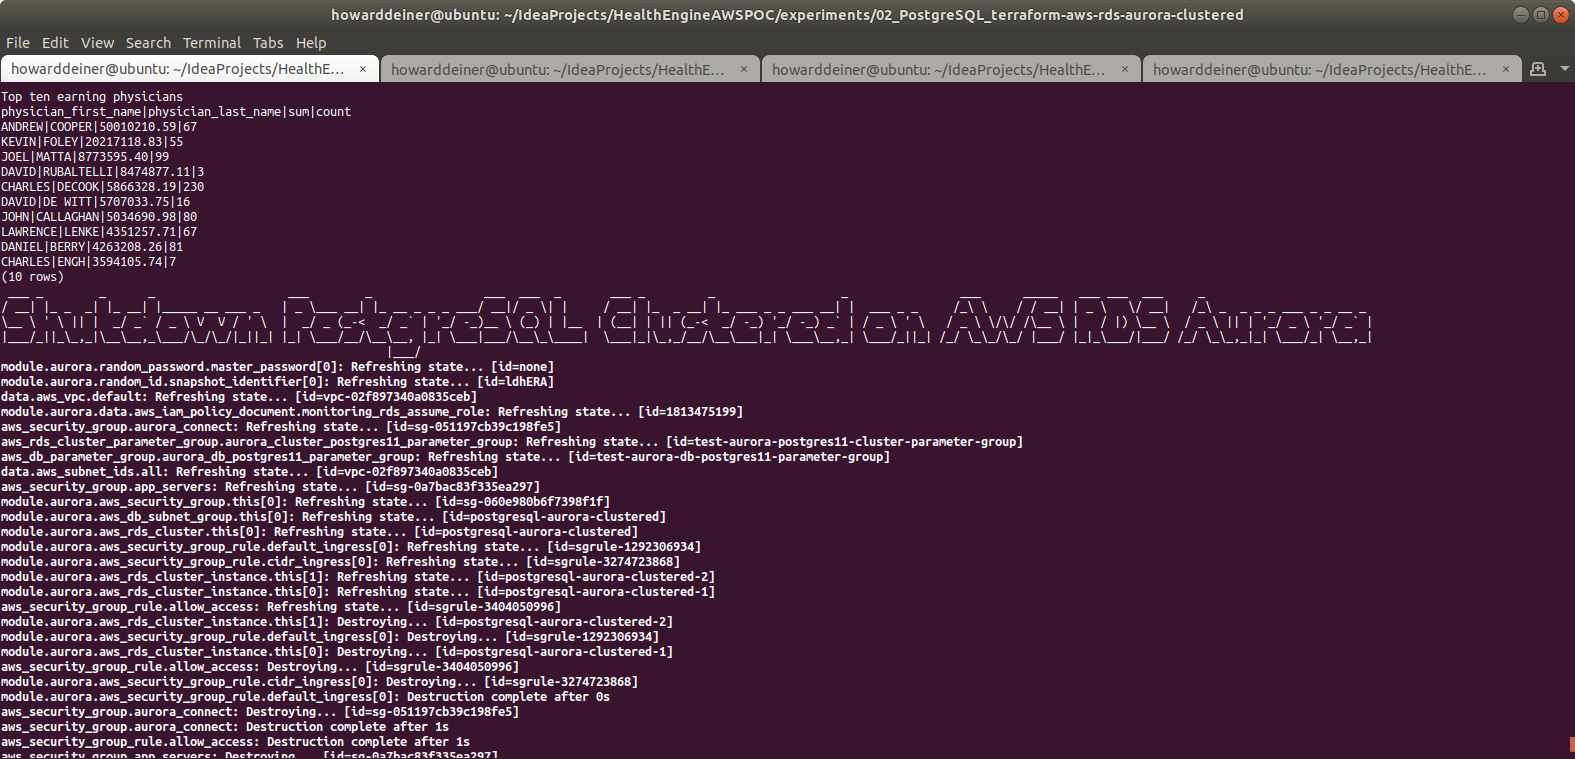 howarddeiner@ubuntu: ~/IdeaProjects/HealthEngineAWSPOC/experiments/02_PostgreSQL_terraform-aws-rds-aurora-clustered
File Edit View Search Terminal Tabs Help
howarddeiner@ubuntu: ~/IdeaProjects/HealthE... × howarddeiner@ubuntu: ~/IdeaProjects/HealthE... × howarddeiner@ubuntu: ~/IdeaProjects/HealthE... × howarddeiner@ubuntu: ~/IdeaProjects/HealthE... ×
Top ten earning physicians
physician_first_name|physician_last_name|sum|count
ANDREW|COOPER|50010210.59|67
KEVIN|FOLEY|20217118.83|55
JOEL|MATTA|8773595.40|99
DAVID|RUBALTELLI|8474877.11|3
CHARLES|DECOOK|5866328.19|230
DAVID|DE WITT|5707033.75|16
JOHN|CALLAGHAN|5034690.98|80
LAWRENCE|LENKE|4351257.71|67
DANIEL|BERRY|4263208.26|81
CHARLES|ENGH|3594105.74|7
(10 rows)
Shutdown PostgreSQL Clustered on AWS RDS Aurora
module.aurora.random_password.master_password[0]: Refreshing state... [id=none]
module.aurora.random_id.snapshot_identifier[0]: Refreshing state... [id=ldhERA]
data.aws_vpc.default: Refreshing state... [id=vpc-02f897340a0835ceb]
module.aurora.data.aws_iam_policy_document.monitoring_rds_assume_role: Refreshing state... [id=1813475199]
aws_security_group.aurora_connect: Refreshing state... [id=sg-051197cb39c198fe5]
aws_rds_cluster_parameter_group.aurora_cluster_postgres11_parameter_group: Refreshing state... [id=test-aurora-postgres11-cluster-parameter-group]
aws_db_parameter_group.aurora_db_postgres11_parameter_group: Refreshing state... [id=test-aurora-db-postgres11-parameter-group]
data.aws_subnet_ids.all: Refreshing state... [id=vpc-02f897340a0835ceb]
aws_security_group.app_servers: Refreshing state... [id=sg-0a7bac83f335ea297]
module.aurora.aws_security_group.this[0]: Refreshing state... [id=sg-060e980b6f7398f1f]
module.aurora.aws_db_subnet_group.this[0]: Refreshing state... [id=postgresql-aurora-clustered]
module.aurora.aws_rds_cluster.this[0]: Refreshing state... [id=postgresql-aurora-clustered]
module.aurora.aws_security_group_rule.default_ingress[0]: Refreshing state... [id=sgrule-1292306934]
module.aurora.aws_security_group_rule.cidr_ingress[0]: Refreshing state... [id=sgrule-3274723868]
module.aurora.aws_rds_cluster_instance.this[1]: Refreshing state... [id=postgresql-aurora-clustered-2]
module.aurora.aws_rds_cluster_instance.this[0]: Refreshing state... [id=postgresql-aurora-clustered-1]
aws_security_group_rule.allow_access: Refreshing state... [id=sgrule-3404050996]
module.aurora.aws_rds_cluster_instance.this[1]: Destroying... [id=postgresql-aurora-clustered-2]
module.aurora.aws_security_group_rule.default_ingress[0]: Destroying... [id=sgrule-1292306934]
module.aurora.aws_rds_cluster_instance.this[0]: Destroying... [id=postgresql-aurora-clustered-1]
aws_security_group_rule.allow_access: Destroying... [id=sgrule-3404050996]
module.aurora.aws_security_group_rule.cidr_ingress[0]: Destroying... [id=sgrule-3274723868]
module.aurora.aws_security_group_rule.default_ingress[0]: Destruction complete after 0s
aws_security_group.aurora_connect: Destroying... [id=sg-051197cb39c198fe5]
aws_security_group.aurora_connect: Destruction complete after 1s
aws_security_group_rule.allow_access: Destruction complete after 1s
aws_security_group.app_servers: Destroying... [id=sg-0a7bac83f335ea297]